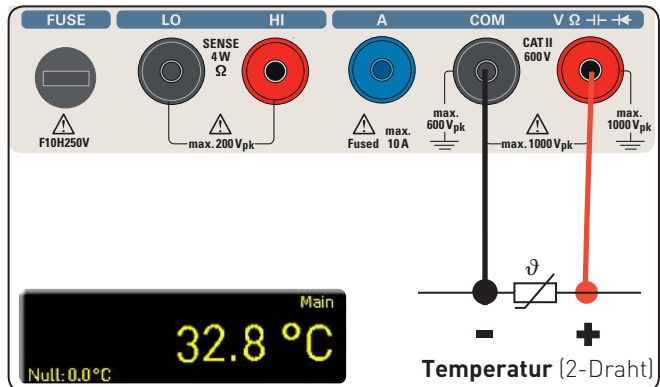 FUSE
LO
HI
A
COM
V Ω
SENSE
4 W
Ω
CAT II
600 V
F10H250V
max. 200 Vpk
Fused
max.
10 A
max.
600 Vpk
max. 1000 Vpk
max.
1000 Vpk
ϑ
Main
32.8 °C
Null: 0.0°C
- +
Temperatur (2-Draht)